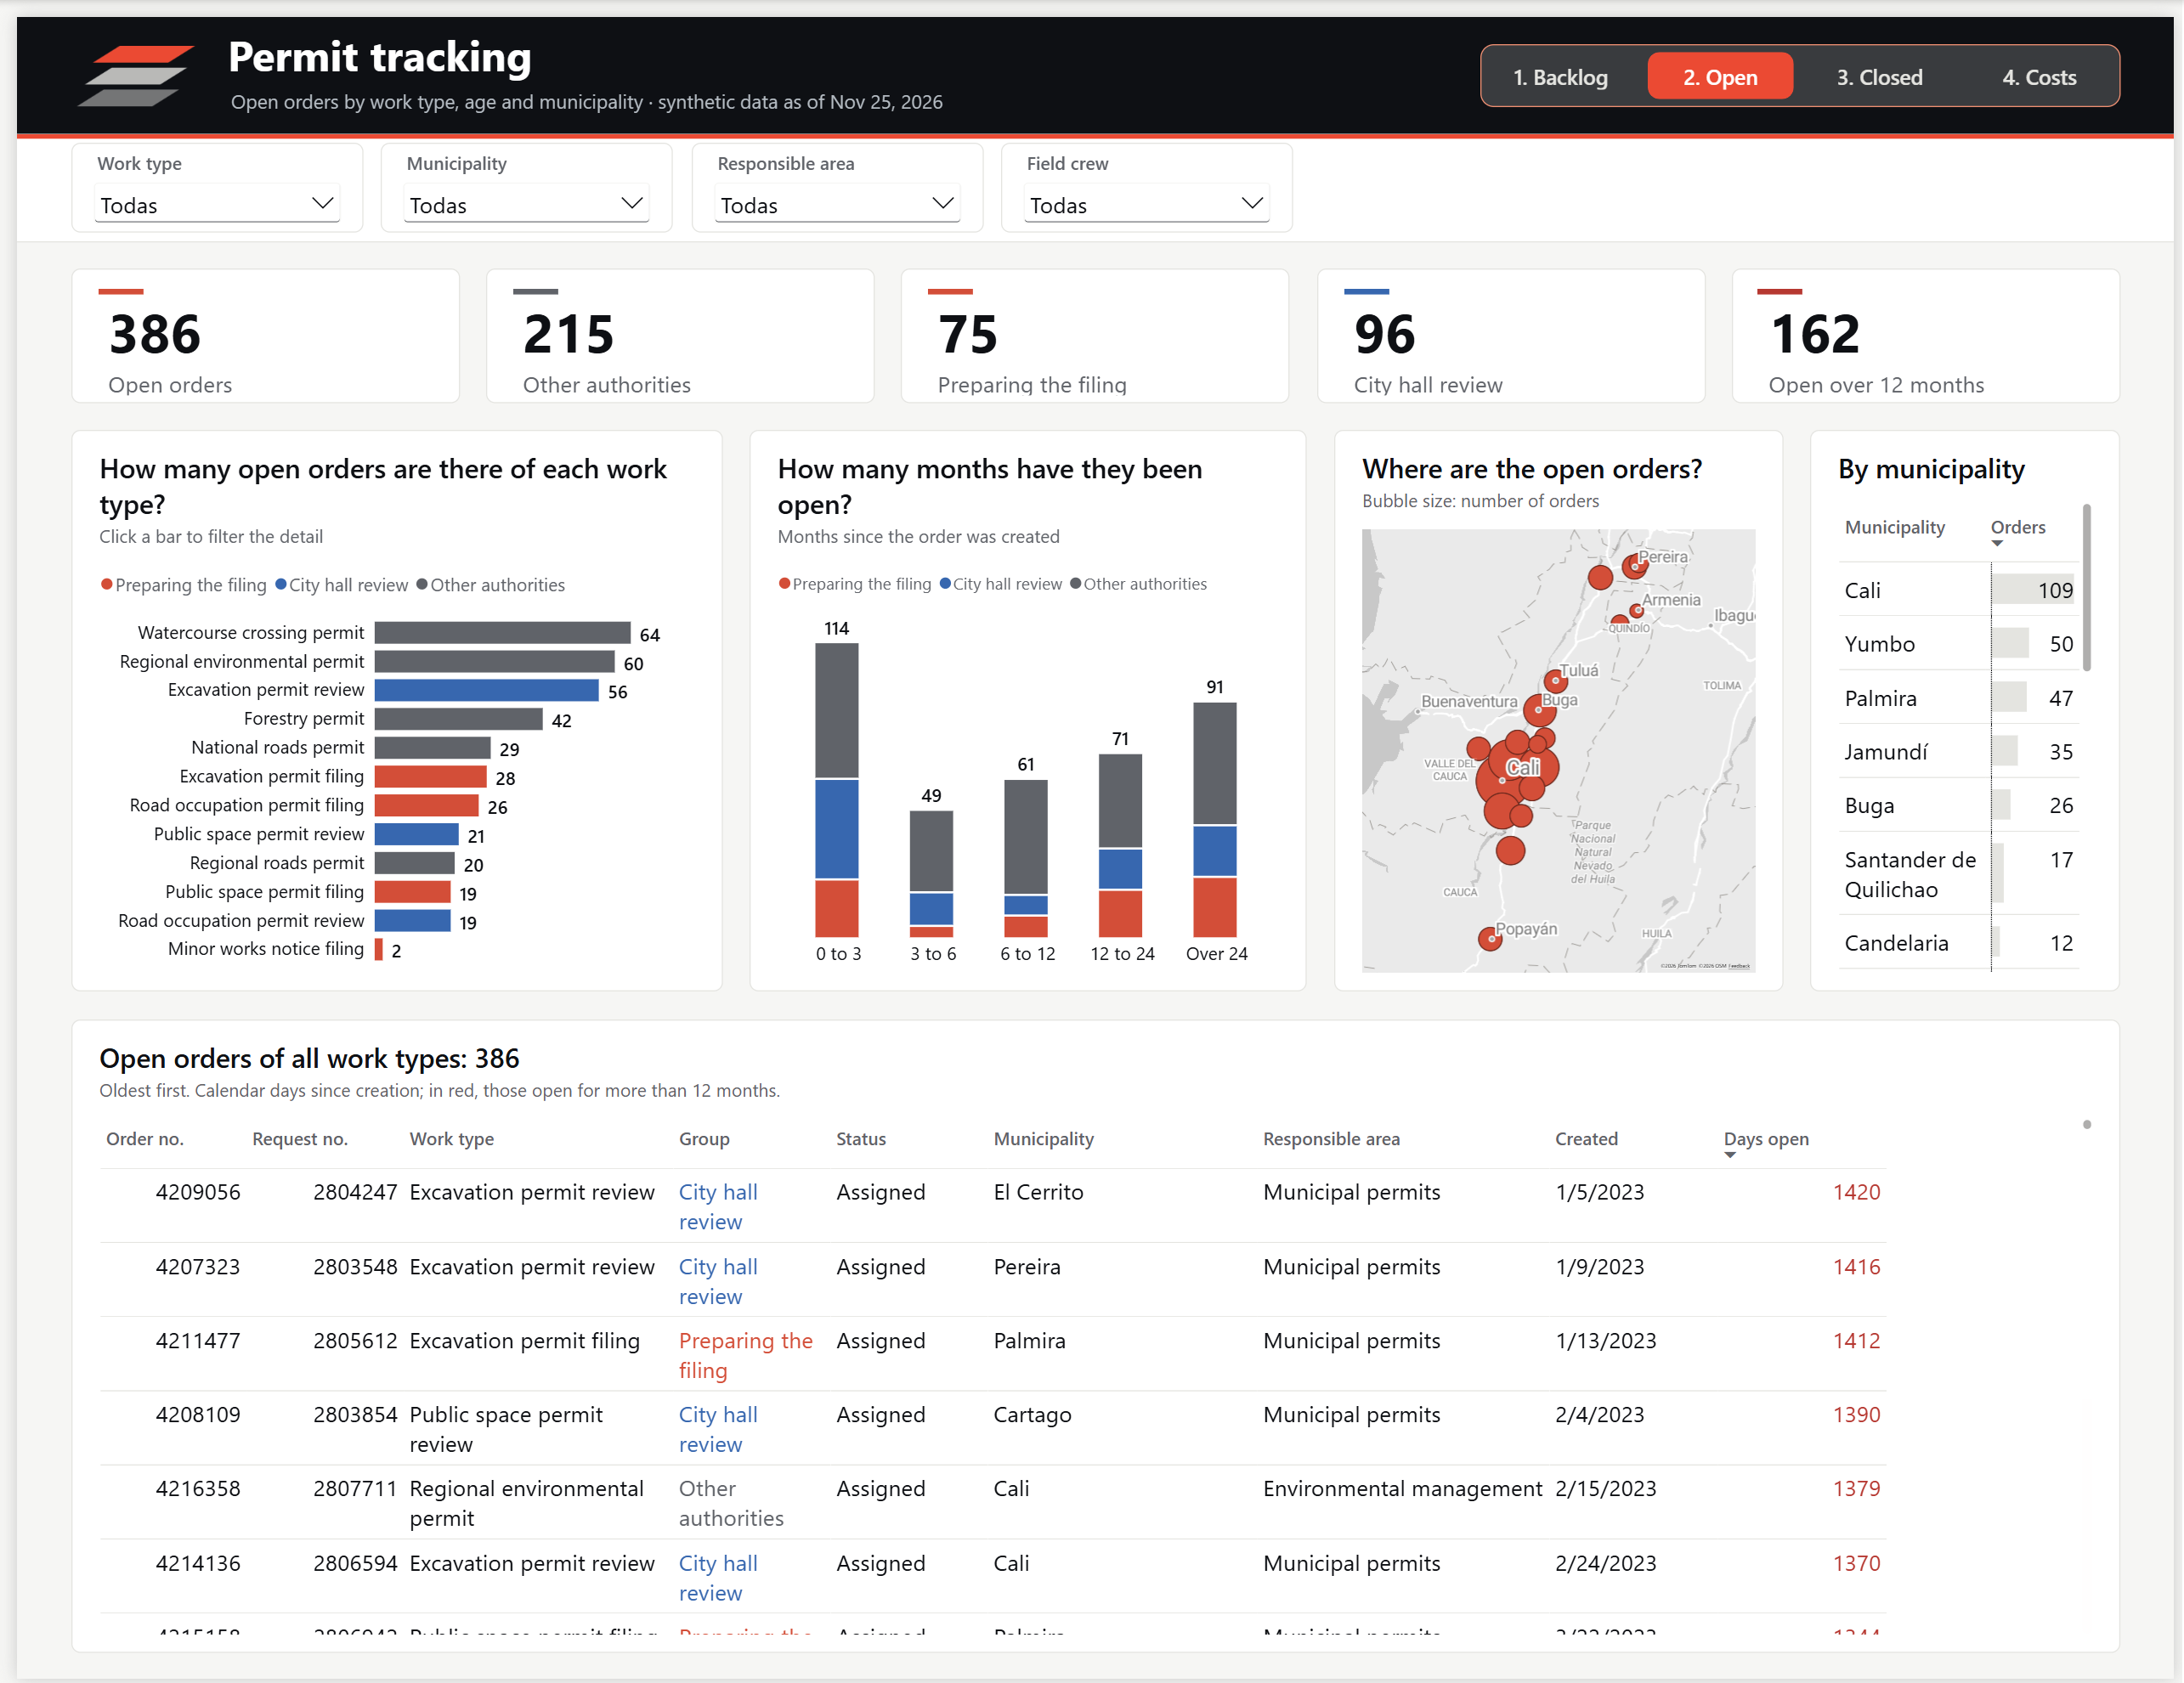 Permit tracking
Open orders by work type, age and municipality · synthetic data as of Nov 25, 2026
1. Backlog
2. Open
3. Closed
4. Costs
Work type
Todas
Municipality
Todas
Responsible area
Todas
Field crew
Todas
386
Open orders
215
Other authorities
75
Preparing the filing
96
City hall review
162
Open over 12 months
How many open orders are there of each work
type?
Click a bar to filter the detail
Preparing the filing City hall review Other authorities
Watercourse crossing permit 64
Regional environmental permit 60
Excavation permit review 56
Forestry permit 42
National roads permit 29
Excavation permit filing 28
Road occupation permit filing 26
Public space permit review 21
Regional roads permit 20
Public space permit filing 19
Road occupation permit review 19
Minor works notice filing 2
How many months have they been
open?
Months since the order was created
Preparing the filing City hall review Other authorities
114
49
61
71
91
0 to 3
3 to 6
6 to 12
12 to 24
Over 24
Where are the open orders?
Bubble size: number of orders
Pereira
Armenia
Ibagu
QUINDÍO
Tuluá
TOLIMA
Buenaventura
Buga
VALLE DEL
CAUCA
Cali
Parque
Nacional
Natural
Nevado
del Huila
CAUCA
Popayán
HUILA
©2026 TomTom ©2026 OSM Feedback
By municipality
Municipality Orders
Cali 109
Yumbo 50
Palmira 47
Jamundí 35
Buga 26
Santander de 17
Quilichao
Candelaria 12
Open orders of all work types: 386
Oldest first. Calendar days since creation; in red, those open for more than 12 months.
Order no. Request no. Work type Group Status Municipality Responsible area Created Days open
4209056 2804247 Excavation permit review City hall Assigned El Cerrito Municipal permits 1/5/2023 1420
review
4207323 2803548 Excavation permit review City hall Assigned Pereira Municipal permits 1/9/2023 1416
review
4211477 2805612 Excavation permit filing Preparing the Assigned Palmira Municipal permits 1/13/2023 1412
filing
4208109 2803854 Public space permit City hall Assigned Cartago Municipal permits 2/4/2023 1390
review review
4216358 2807711 Regional environmental Other Assigned Cali Environmental management 2/15/2023 1379
permit authorities
4214136 2806594 Excavation permit review City hall Assigned Cali Municipal permits 2/24/2023 1370
review